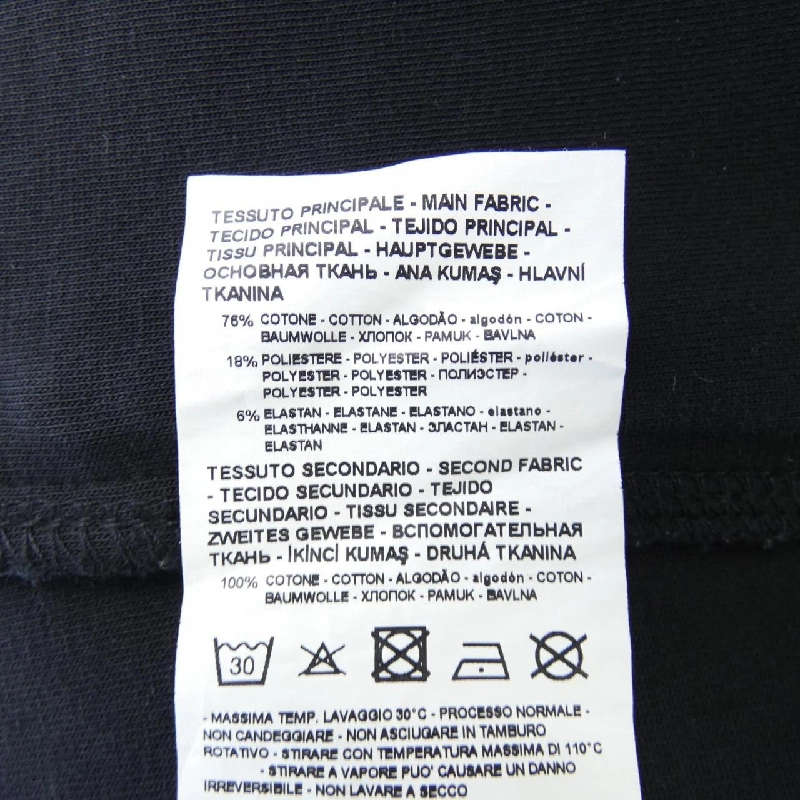 TESSUTO PRINCIPALE - MAIN FABRIC -
TECIDO PRINCIPAL - TEJIDO PRINCIPAL -
TISSU PRINCIPAL - HAUPTGEWEBE -
ОСНОВНАЯ ТКАНЬ - ANA KUMAŞ - HLAVNÍ
TKANINA
76% COTONE - COTTON - ALGODÃO - algodón - COTON -
BAUMWOLLE - ХЛОПОК - PAMUK - BAVLNA
18% POLIESTERE - POLYESTER - POLIÉSTER - poliéster -
POLYESTER - POLYESTER - ПОЛИЭСТЕР -
POLYESTER - POLYESTER
6% ELASTAN - ELASTANE - ELASTANO - elastano -
ELASTHANNE - ELASTAN - ЭЛАСТАН - ELASTAN -
ELASTAN
TESSUTO SECONDARIO - SECOND FABRIC
- TECIDO SECUNDARIO - TEJIDO
SECUNDARIO - TISSU SECONDAIRE -
ZWEITES GEWEBE - ВСПОМОГАТЕЛЬНАЯ
ТКАНЬ - İKİNCİ KUMAŞ - DRUHÁ TKANINA
100% COTONE - COTTON - ALGODÃO - algodón - COTON -
BAUMWOLLE - ХЛОПОК - PAMUK - BAVLNA
30
- MASSIMA TEMP. LAVAGGIO 30°C - PROCESSO NORMALE -
NON CANDEGGIARE - NON ASCIUGARE IN TAMBURO
ROTATIVO - STIRARE CON TEMPERATURA MASSIMA DI 110°C
- STIRARE A VAPORE PUO' CAUSARE UN DANNO
IRREVERSIBILE - NON LAVARE A SECCO